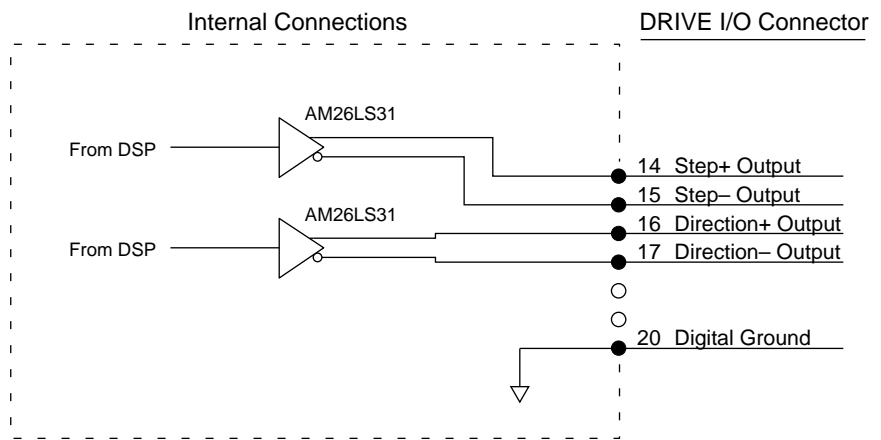 Internal Connections
DRIVE I/O Connector
AM26LS31
From DSP
14 Step+ Output
15 Step– Output
AM26LS31
16 Direction+ Output
From DSP
17 Direction– Output
20 Digital Ground